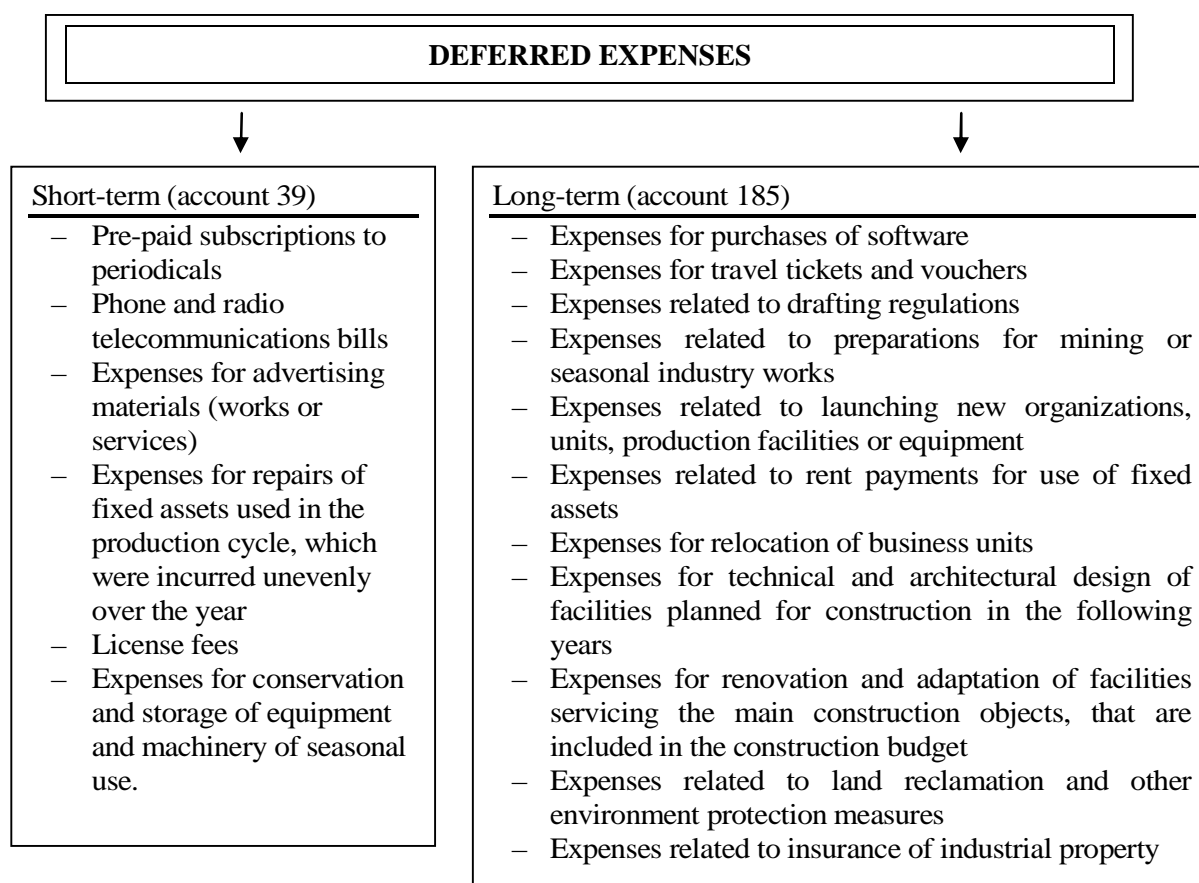 DEFERRED EXPENSES
Short-term (account 39)
– Pre-paid subscriptions to
periodicals
– Phone and radio
telecommunications bills
– Expenses for advertising
materials (works or
services)
– Expenses for repairs of
fixed assets used in the
production cycle, which
were incurred unevenly
over the year
– License fees
– Expenses for conservation
and storage of equipment
and machinery of seasonal
use.
Long-term (account 185)
– Expenses for purchases of software
– Expenses for travel tickets and vouchers
– Expenses related to drafting regulations
– Expenses related to preparations for mining or
seasonal industry works
– Expenses related to launching new organizations,
units, production facilities or equipment
– Expenses related to rent payments for use of fixed
assets
– Expenses for relocation of business units
– Expenses for technical and architectural design of
facilities planned for construction in the following
years
– Expenses for renovation and adaptation of facilities
servicing the main construction objects, that are
included in the construction budget
– Expenses related to land reclamation and other
environment protection measures
– Expenses related to insurance of industrial property